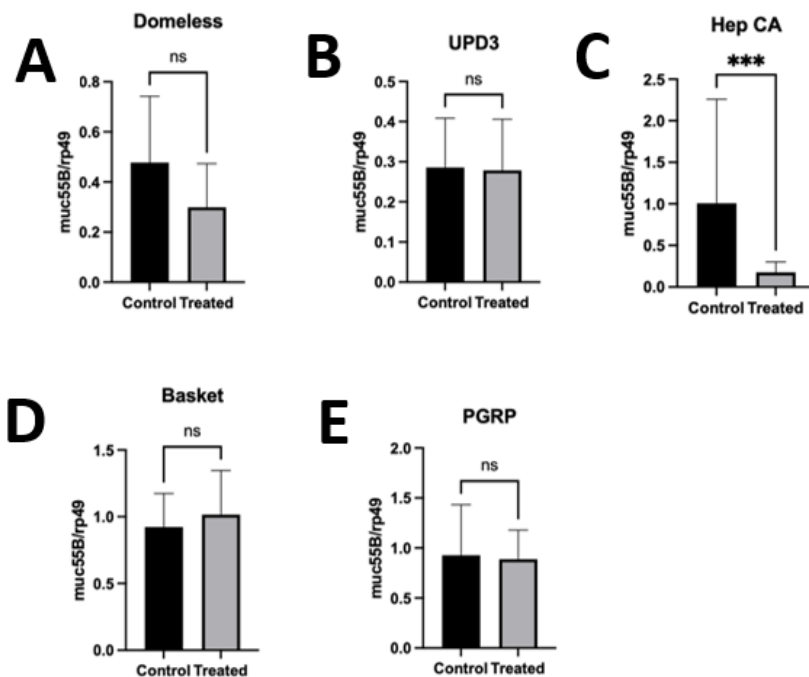 A
Domeless
ns
muc55B/rp49
0.8
0.6
0.4
0.2
0.0
Control Treated
B
UPD3
ns
muc55B/rp49
0.5
0.4
0.3
0.2
0.1
0.0
Control Treated
C
Hep CA
***
muc55B/rp49
2.5
2.0
1.5
1.0
0.5
0.0
Control Treated
D
Basket
ns
muc55B/rp49
1.5
1.0
0.5
0.0
Control Treated
E
PGRP
ns
muc55B/rp49
2.0
1.5
1.0
0.5
0.0
Control Treated